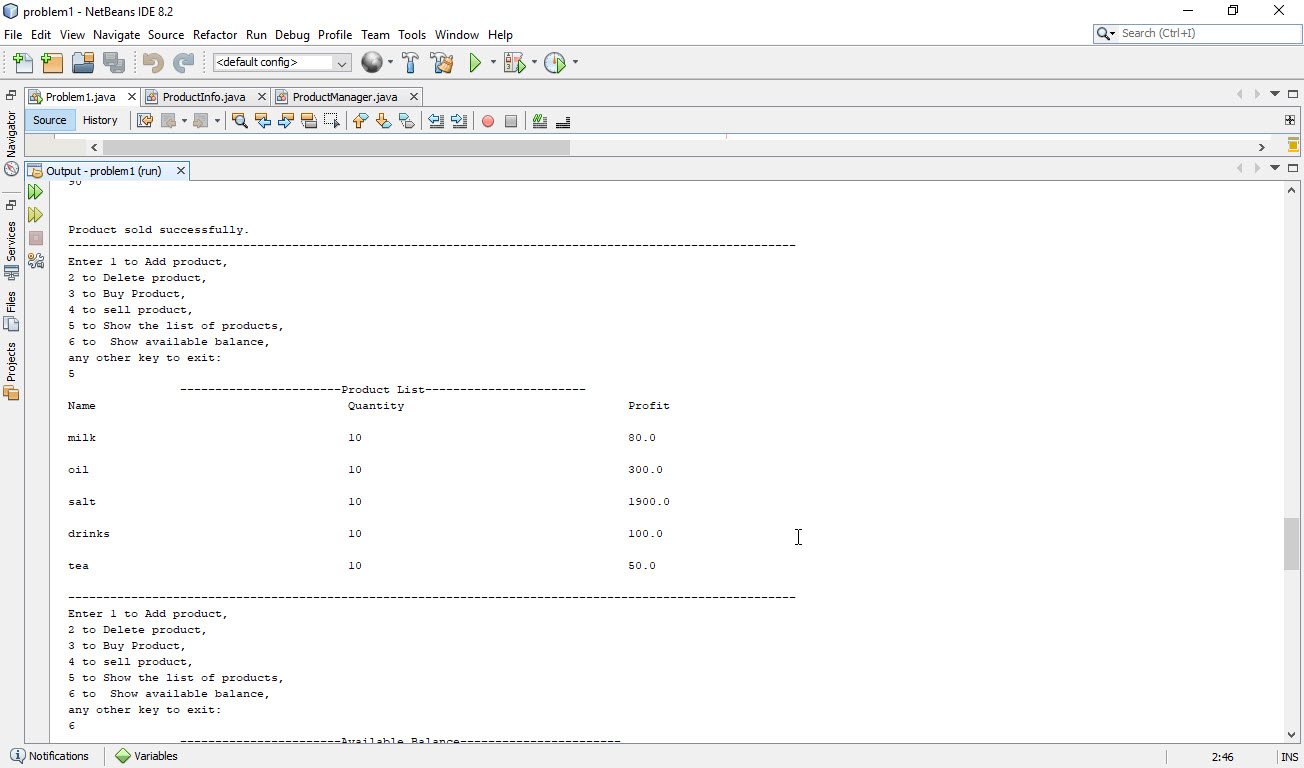 problem1 - NetBeans IDE 8.2
File Edit View Navigate Source Refactor Run Debug Profile Team Tools Window Help
Search (Ctrl+I)
<default config>
Problem1.java ProductInfo.java ProductManager.java
Source History
Navigator
Services
Files
Projects
Output - problem1 (run)
90
Product sold successfully.
--------------------------------------------------------------------------------------------------------
Enter 1 to Add product,
2 to Delete product,
3 to Buy Product,
4 to sell product,
5 to Show the list of products,
6 to  Show available balance,
any other key to exit:
5
-----------------------Product List-----------------------
Name Quantity Profit
milk 10 80.0
oil 10 300.0
salt 10 1900.0
drinks 10 100.0
tea 10 50.0
--------------------------------------------------------------------------------------------------------
Enter 1 to Add product,
2 to Delete product,
3 to Buy Product,
4 to sell product,
5 to Show the list of products,
6 to  Show available balance,
any other key to exit:
6
-----------------------Available Balance-----------------------
Notifications Variables 2:46 INS